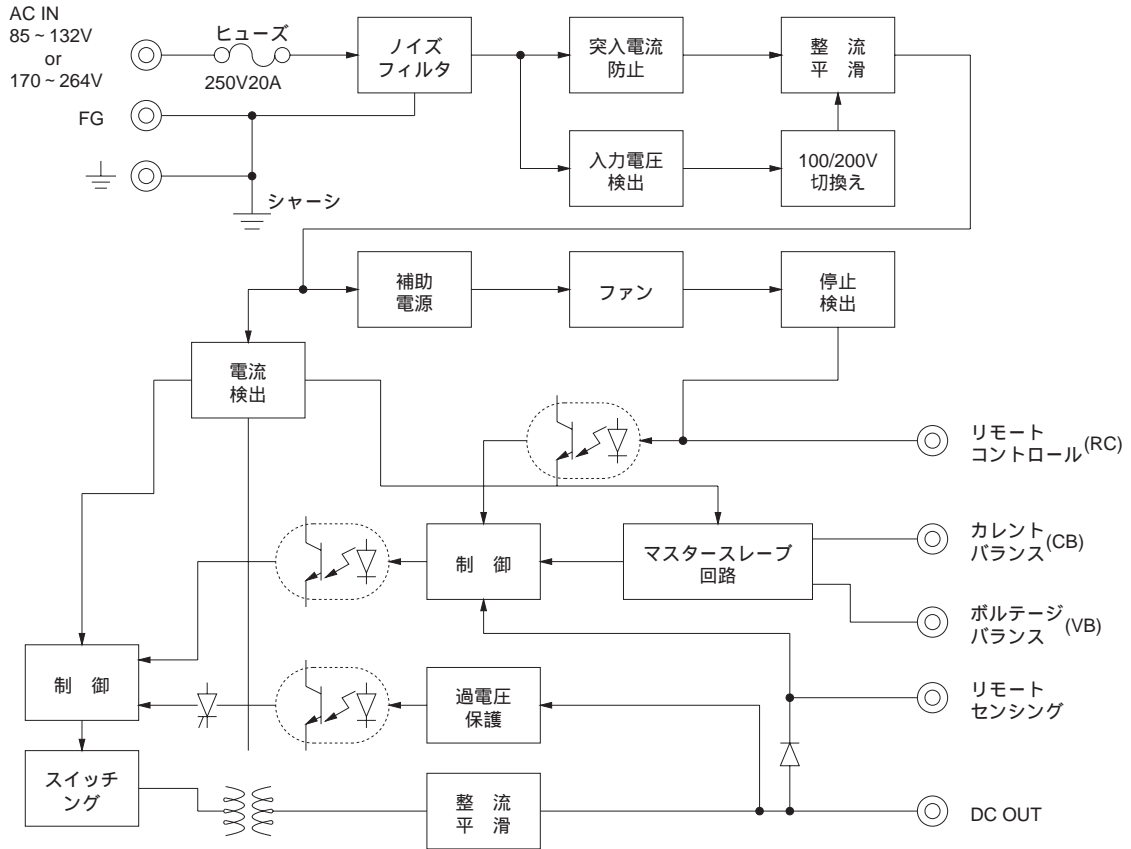 AC IN
85~132V
or
170~264V
ヒューズ
250V20A
ノイズ
フィルタ
突入電流
防止
整 流
平 滑
FG
入力電圧
検出
100/200V
切換え
シャーシ
補助
電源
ファン
停止
検出
電流
検出
リモート
コントロール(RC)
制 御
マスタースレーブ
回路
カレント
バランス(CB)
ボルテージ
バランス(VB)
制 御
過電圧
保護
リモート
センシング
スイッチ
ング
整 流
平 滑
DC OUT